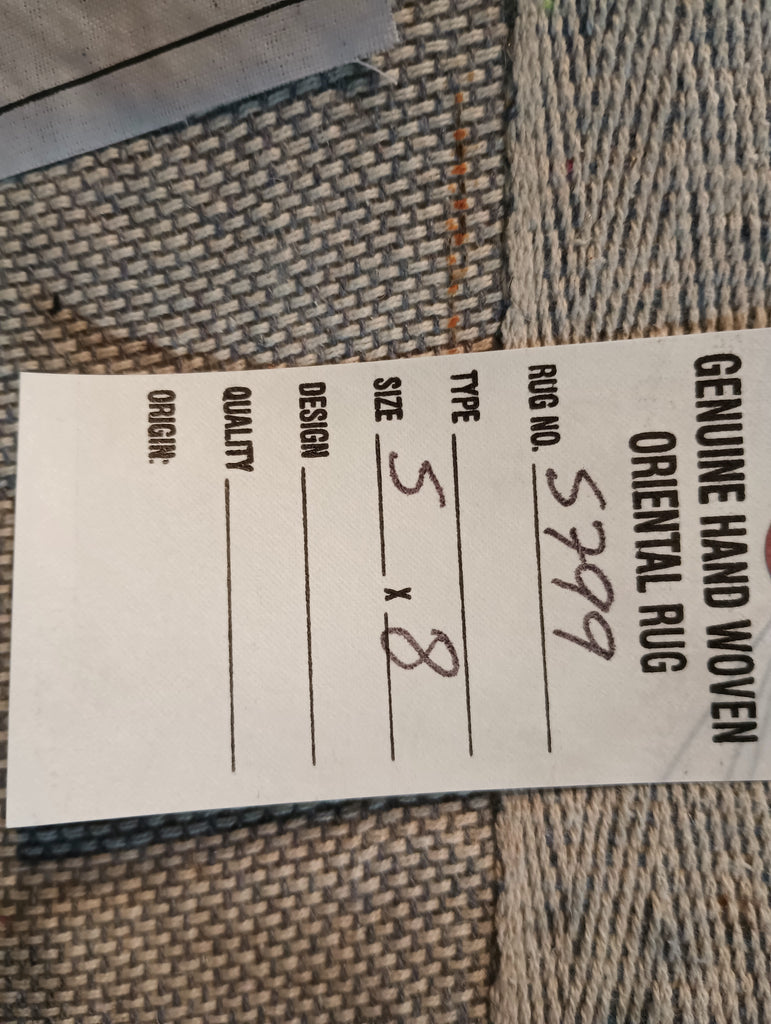 GENUINE HAND WOVEN
ORIENTAL RUG
RUG NO. 5799
TYPE
SIZE 5 X 8
DESIGN
QUALITY
ORIGIN: